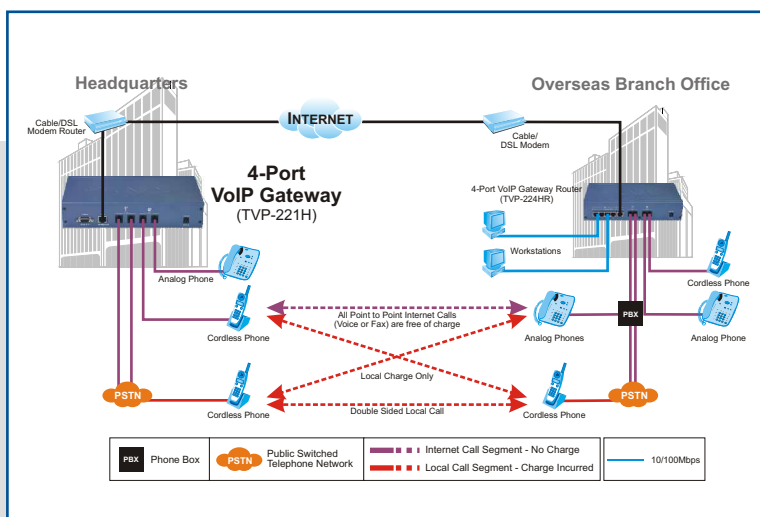 Headquarters
Overseas Branch Office
Cable/DSL
Modem Router
INTERNET
Cable/
DSL Modem
4-Port
VoIP Gateway
(TVP-221H)
4-Port VoIP Gateway Router
(TVP-224HR)
Workstations
Analog Phone
Cordless Phone
All Point to Point Internet Calls
(Voice or Fax) are free of charge
PBX
Cordless Phone
Analog Phones
Analog Phone
Local Charge Only
PSTN
Cordless Phone
Double Sided Local Call
Cordless Phone
PSTN
PBX
Phone Box
PSTN
Public Switched
Telephone Network
Internet Call Segment - No Charge
Local Call Segment - Charge Incurred
10/100Mbps